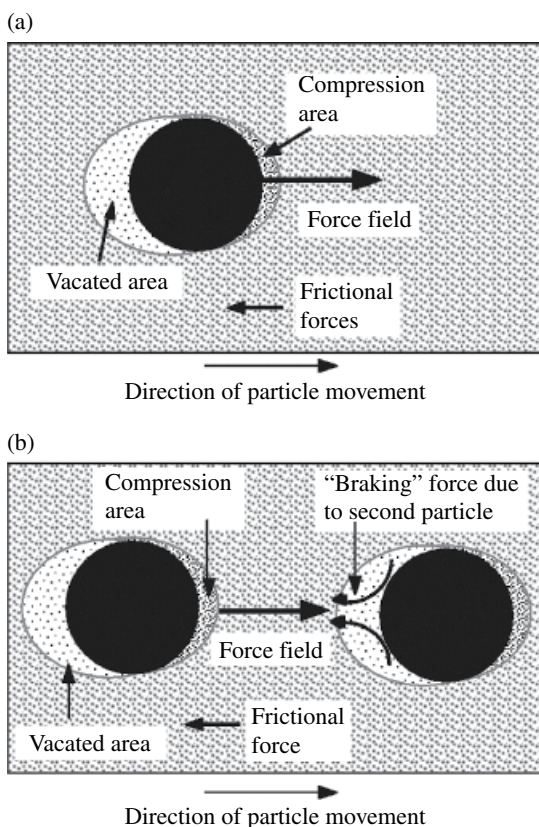 (a)
Compression
area
Force field
Vacated area
Frictional
forces
Direction of particle movement
(b)
Compression
area
“Braking” force due
to second particle
Force field
Vacated area
Frictional
force
Direction of particle movement